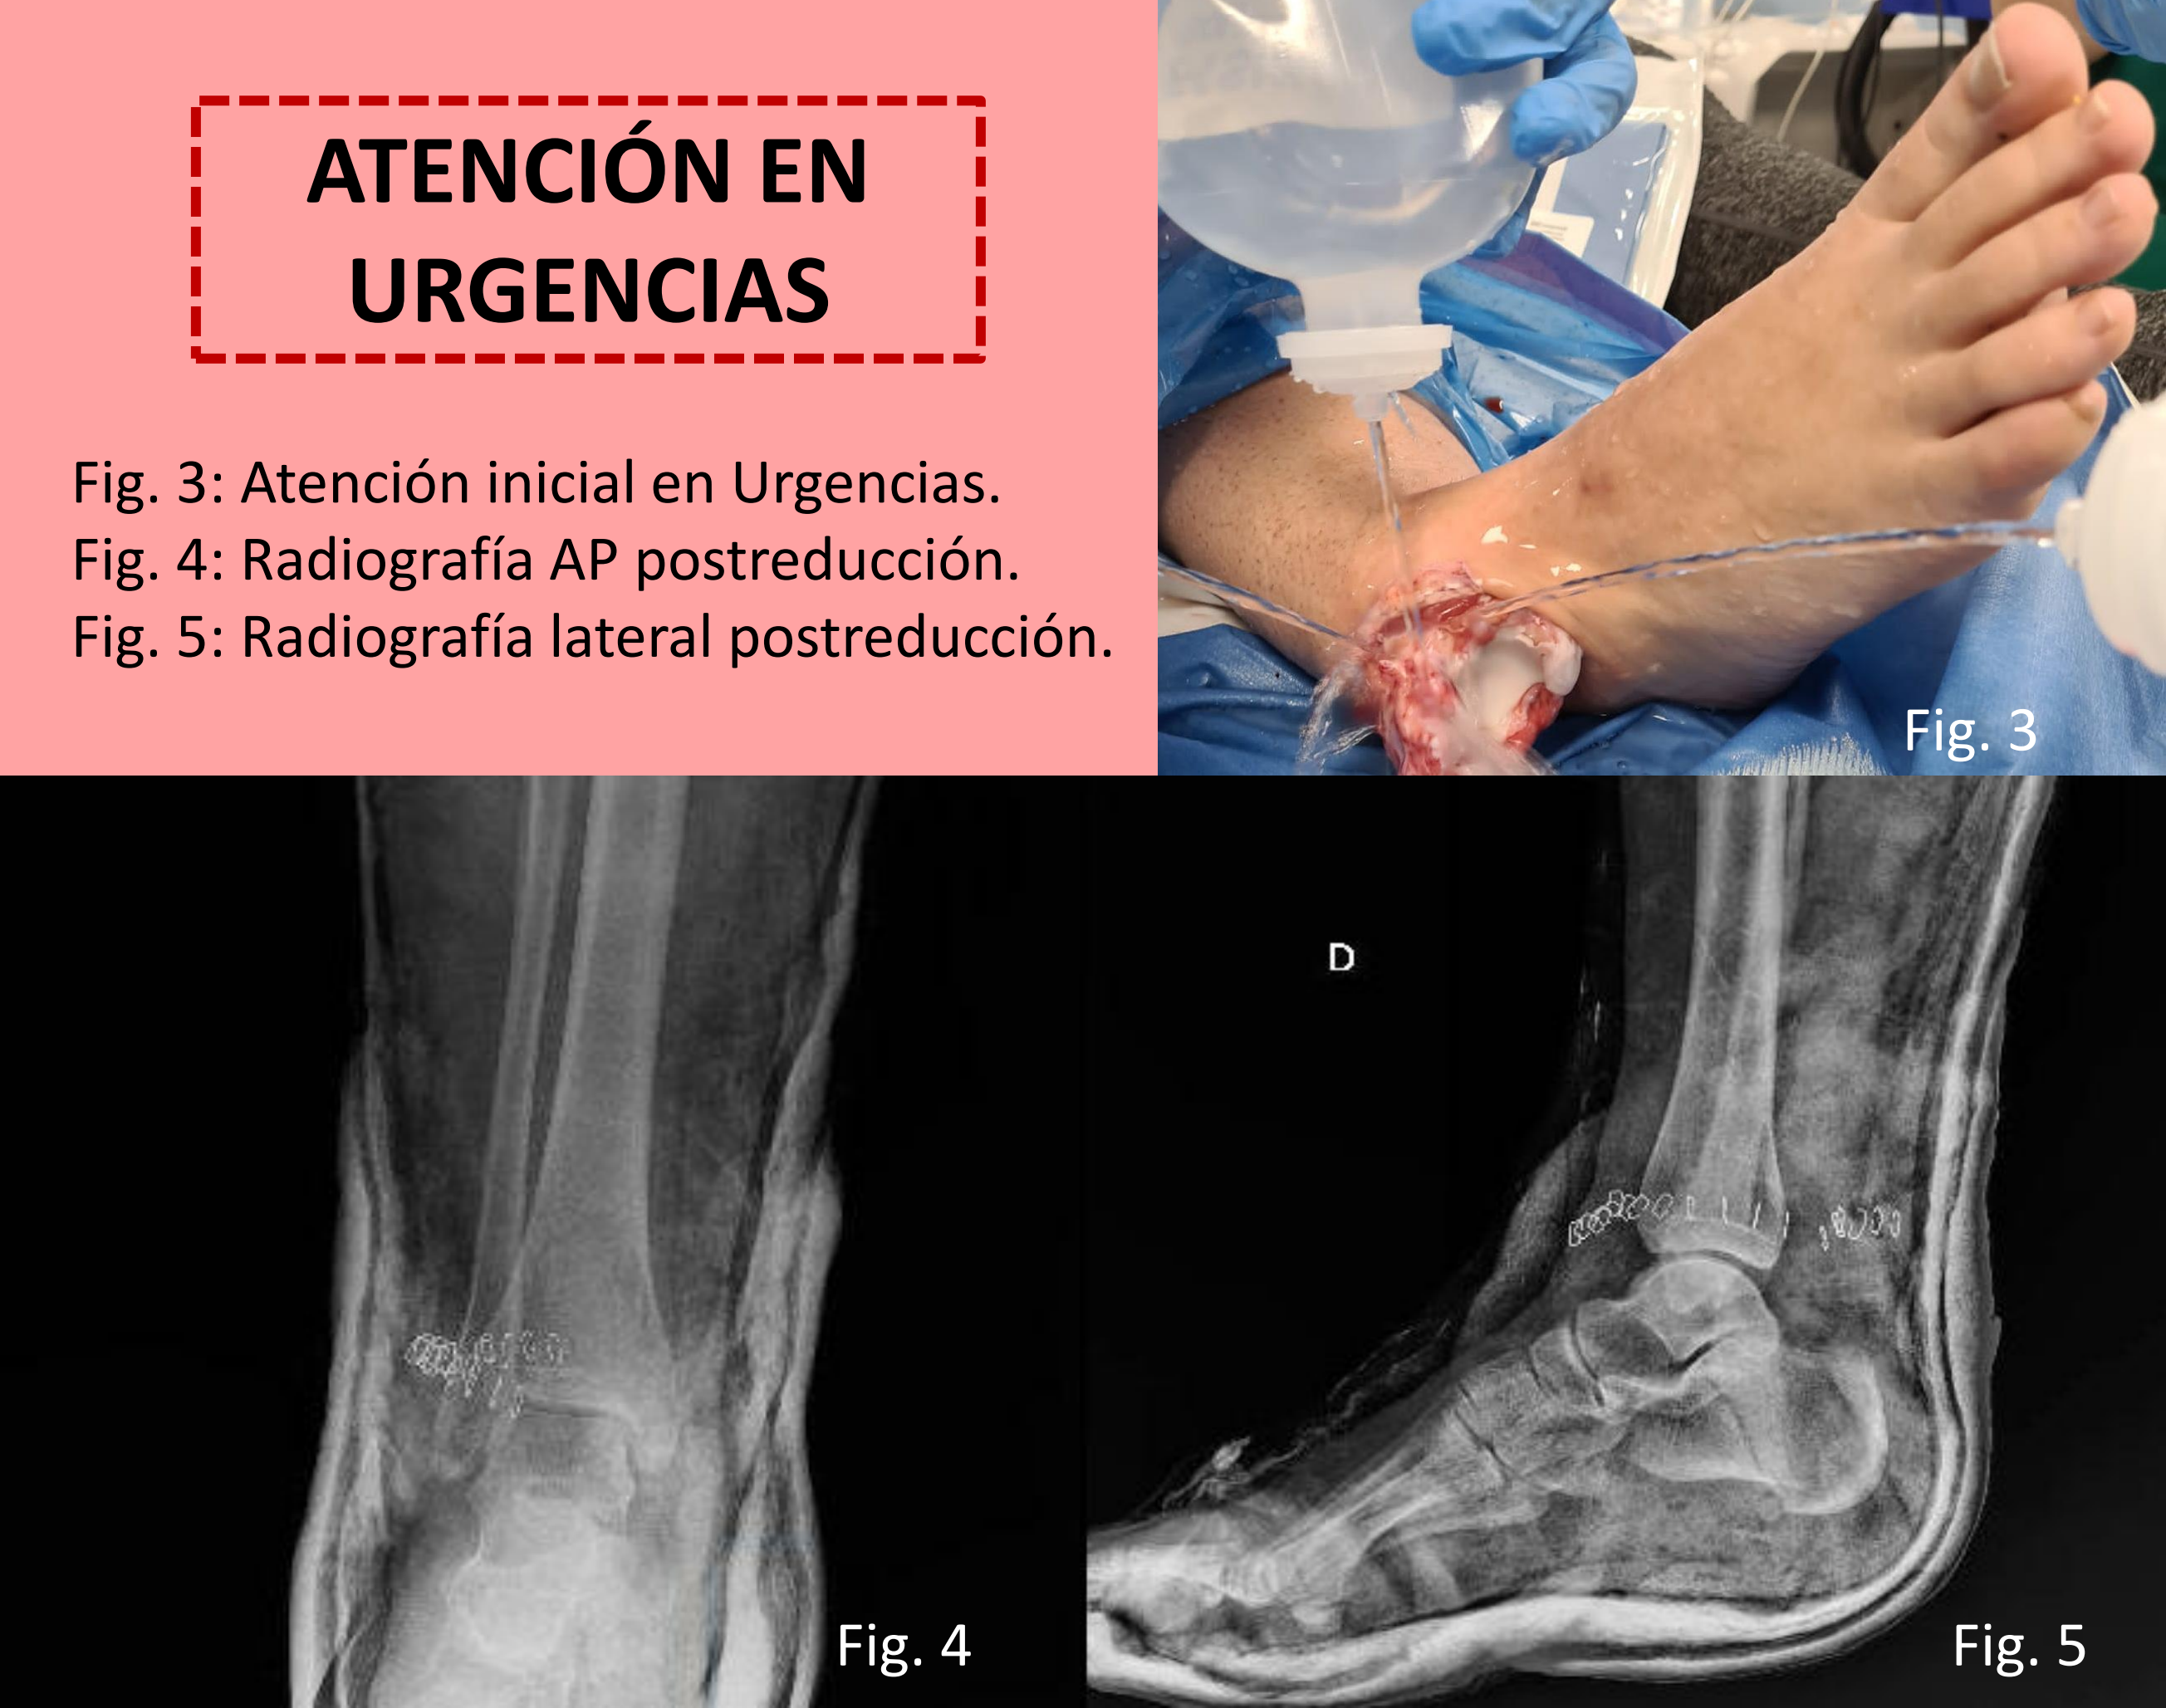 ATENCIÓN EN
URGENCIAS
Fig. 3: Atención inicial en Urgencias.
Fig. 4: Radiografía AP postreducción.
Fig. 5: Radiografía lateral postreducción.
Fig. 3
D
Fig. 4
Fig. 5